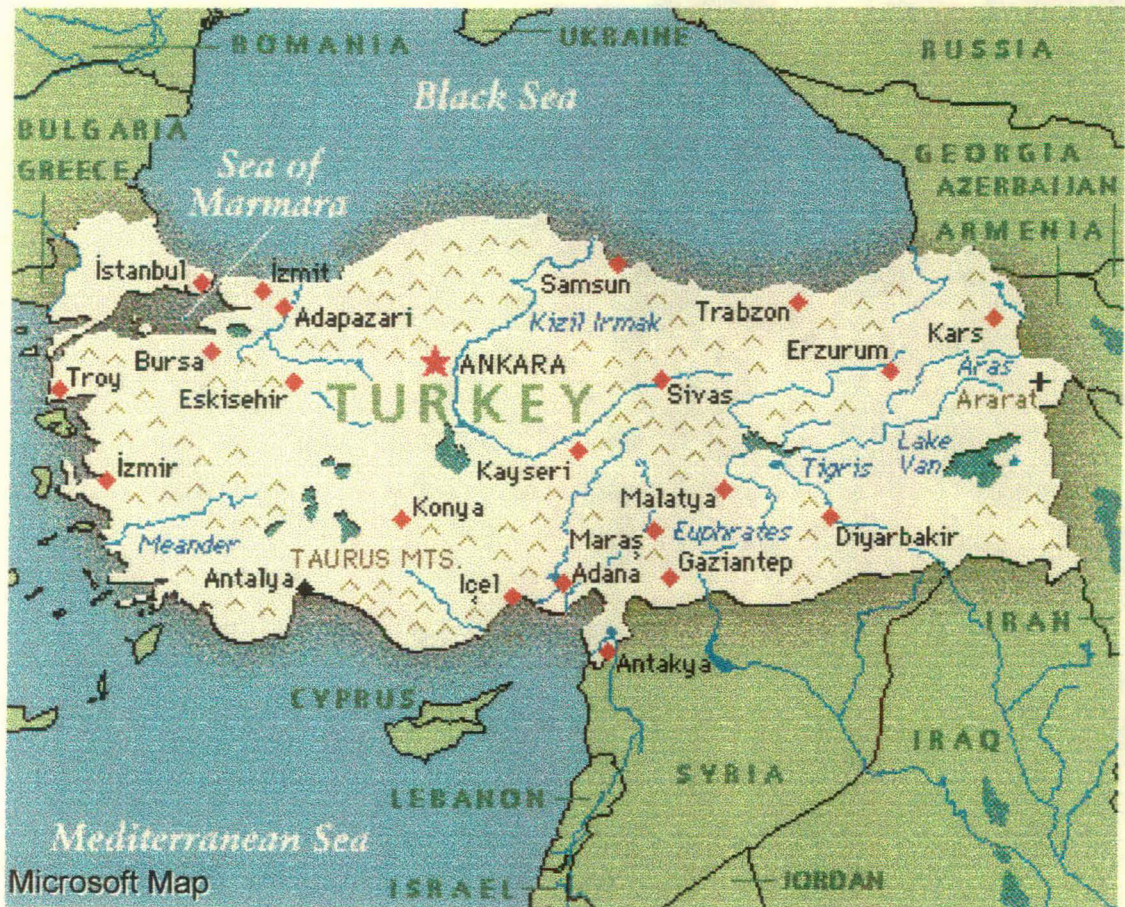 ROMANIA
UKRAINE
RUSSIA
Black Sea
BULGARIA
GREECE
Sea of
Marmara
GEORGIA
AZERBAIJAN
ARMENIA
İstanbul
İzmit
Samsun
Adapazari
Kizil Irmak
Trabzon
Kars
Bursa
ANKARA
Erzurum
Aras
Troy
Eskisehir
TURKEY
Sivas
Ararat
İzmir
Kayseri
Tigris
Lake
Van
Konya
Malatya
Meander
Maraş
Euphrates
Diyarbakir
TAURUS MTS.
Gaziantep
Antalya
Içel
Adana
IRAN
Antakya
CYPRUS
IRAQ
SYRIA
LEBANON
Mediterranean Sea
Microsoft Map
ISRAEL
JORDAN